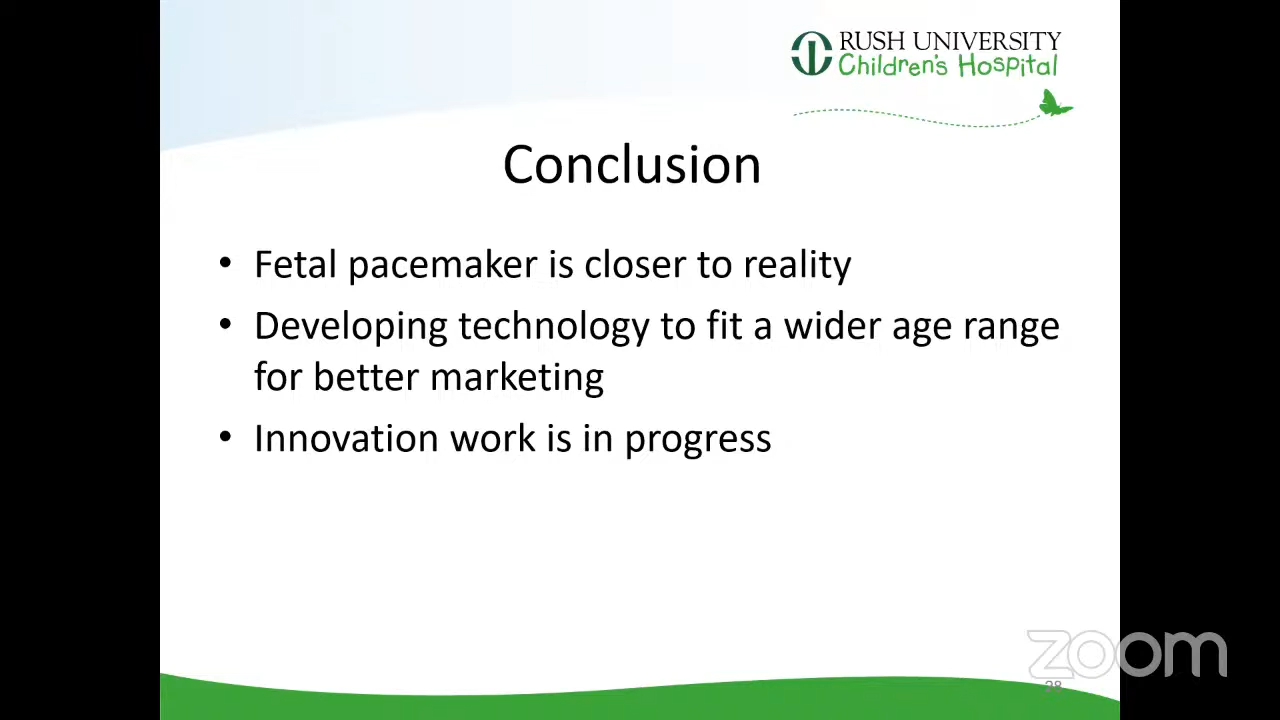 RUSH UNIVERSITY
Children's Hospital
Conclusion
• Fetal pacemaker is closer to reality
• Developing technology to fit a wider age range
for better marketing
• Innovation work is in progress
zoom